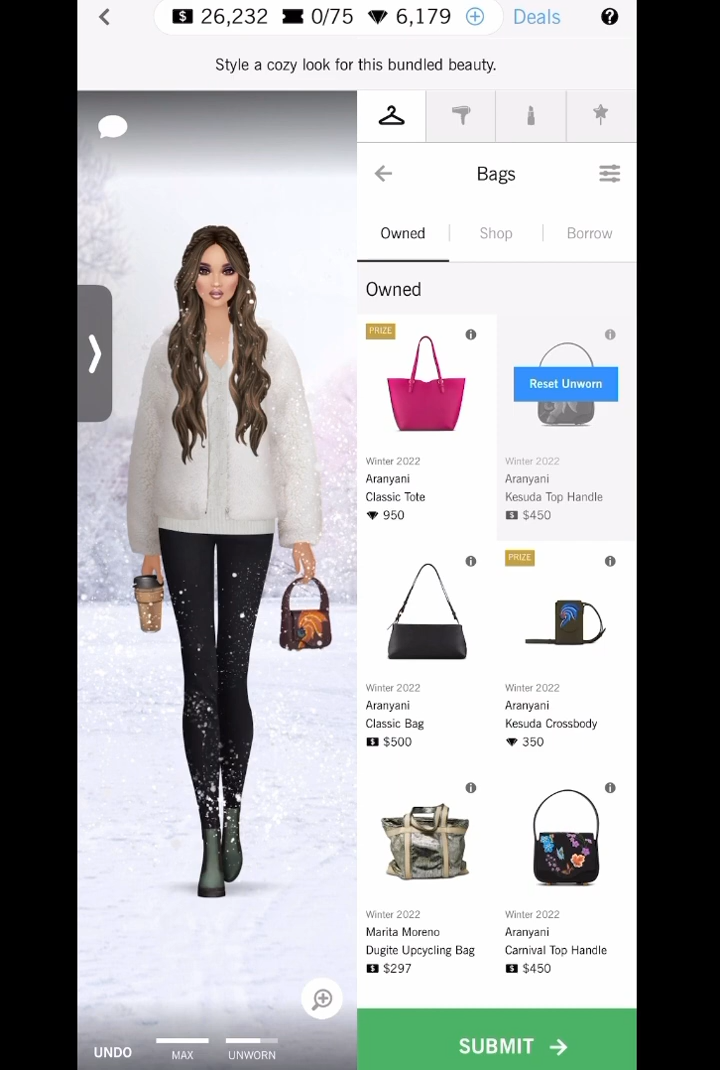 $ 26,232 0/75 6,179 + Deals ?
Style a cozy look for this bundled beauty.
Bags
Owned Shop Borrow
Owned
PRIZE
Winter 2022
Aranyani
Classic Tote
950
Reset Unworn
Winter 2022
Aranyani
Kesuda Top Handle
$ $450
Winter 2022
Aranyani
Classic Bag
$ $500
PRIZE
Winter 2022
Aranyani
Kesuda Crossbody
350
Winter 2022
Marita Moreno
Dugite Upcycling Bag
$ $297
Winter 2022
Aranyani
Carnival Top Handle
$ $450
UNDO MAX UNWORN
SUBMIT →